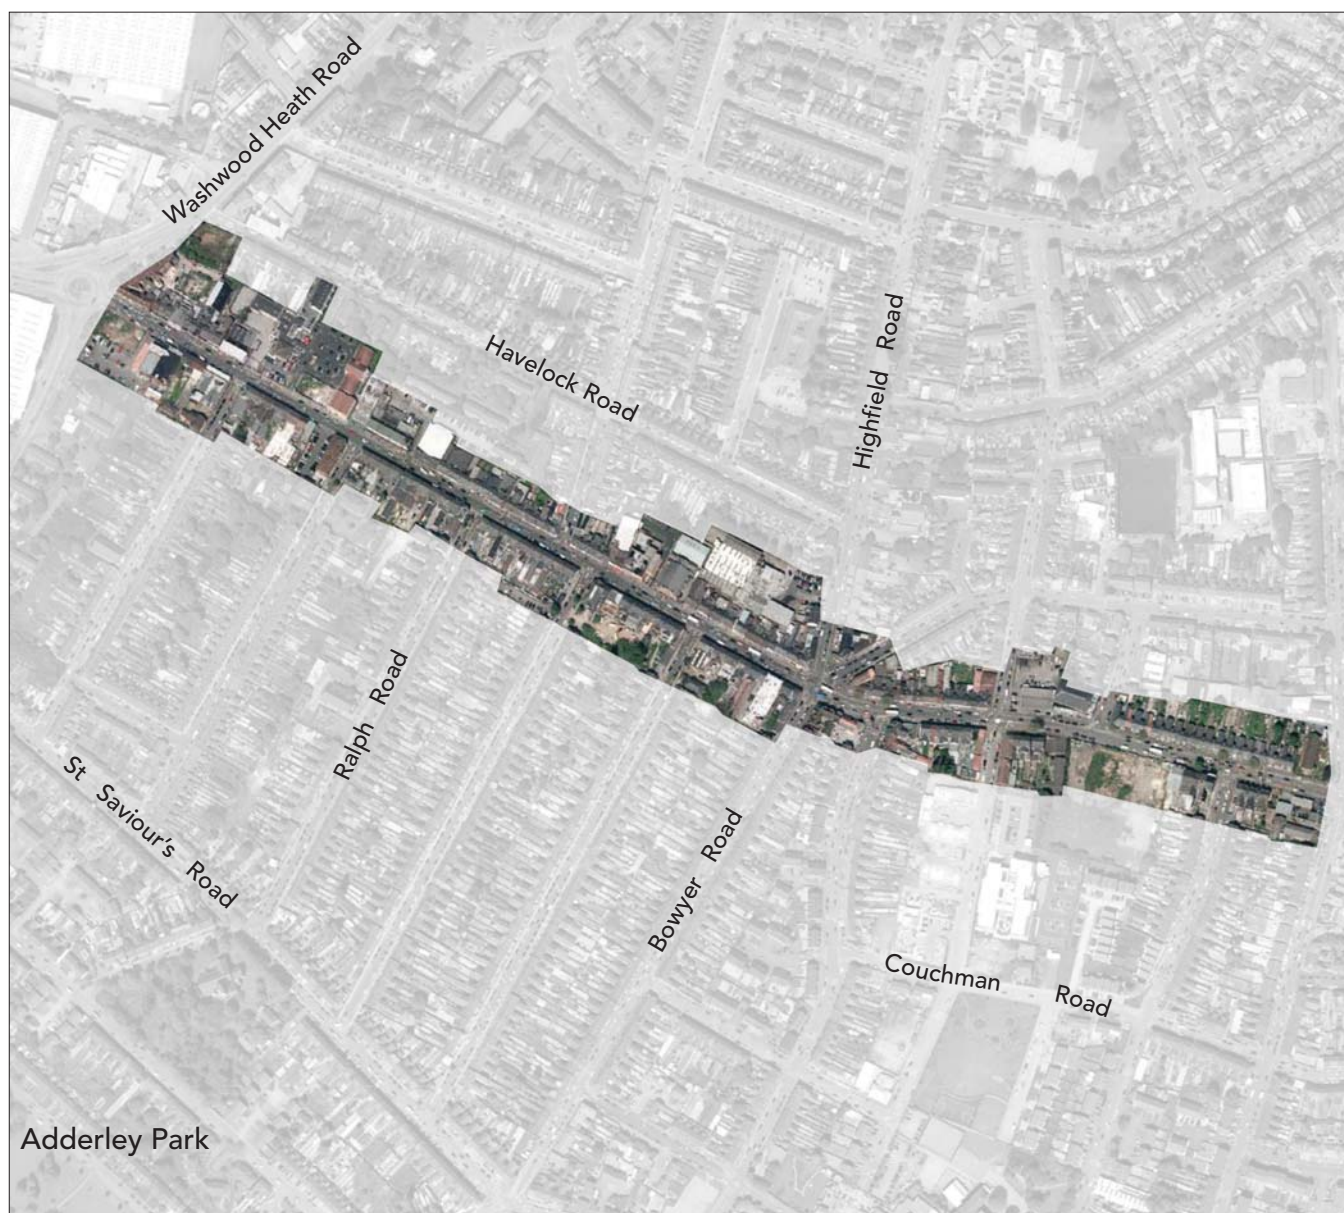 Washwood Heath Road
Havelock Road
Highfield Road
Ralph Road
St Saviour's Road
Bowyer Road
Couchman Road
Adderley Park